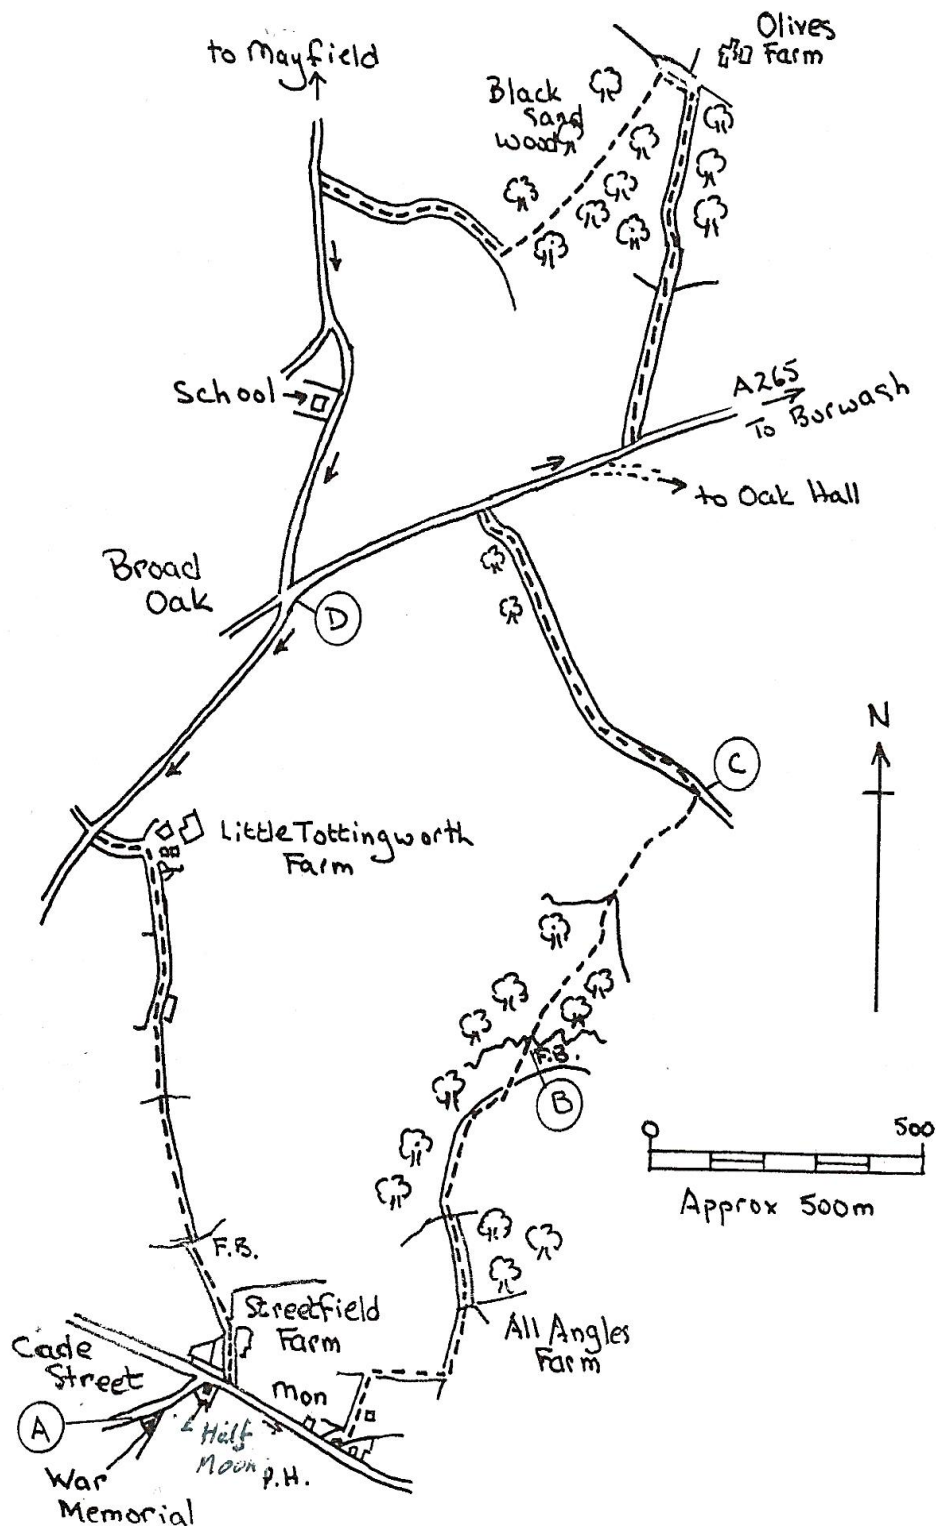 to Mayfield
Olives
Farm
Black
Sand
Wood
School
A265
To Burwash
to Oak Hall
Broad
Oak
D
N
C
Little Tottingworth
Farm
F.B.
B
0
500
Approx 500m
F.B.
Streetfield
Farm
All Angles
Farm
Cade
Street
Mon
A
Half
Moon P.H.
War
Memorial